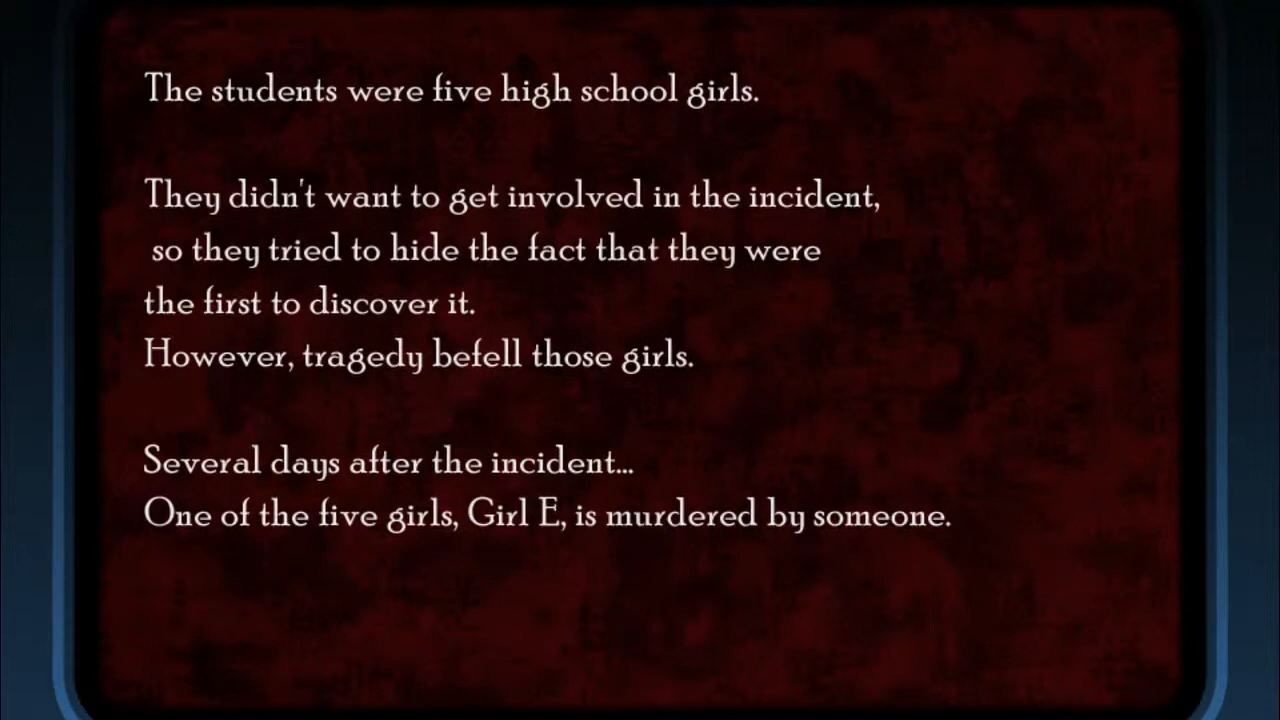 The students were five high school girls.
They didn't want to get involved in the incident,
so they tried to hide the fact that they were
the first to discover it.
However, tragedy befell those girls.
Several days after the incident...
One of the five girls, Girl E, is murdered by someone.